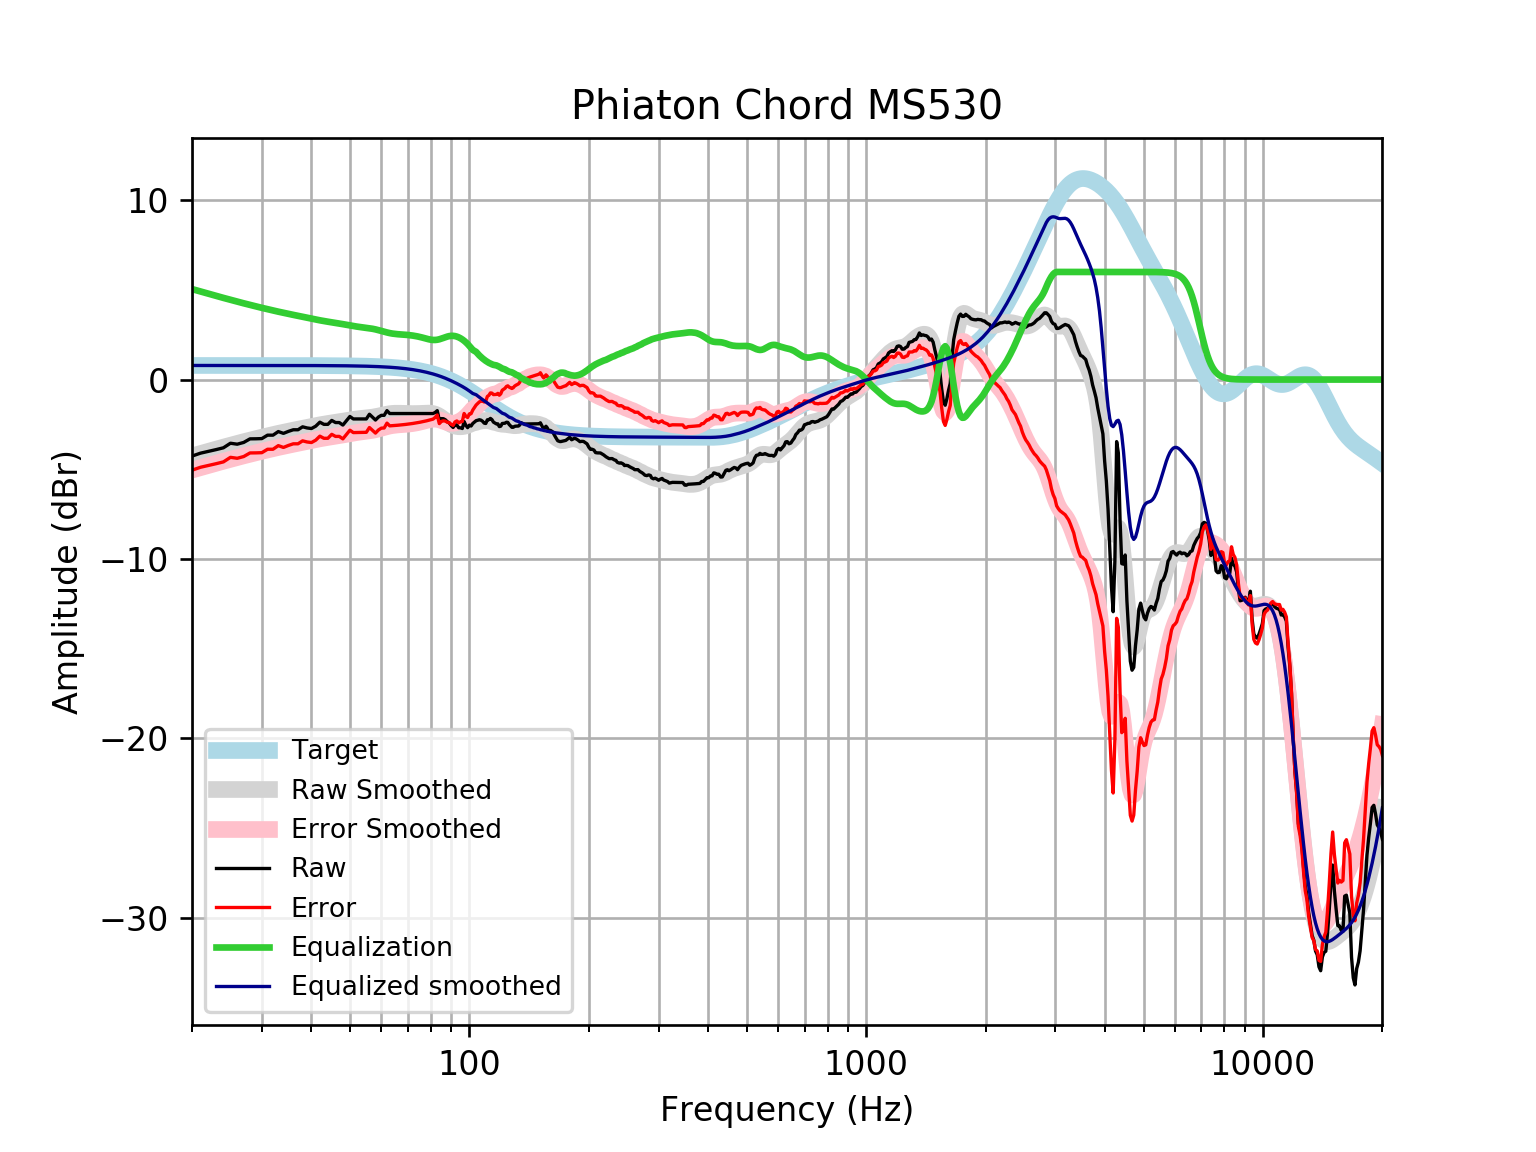 Phiaton Chord MS530
10
0
−10
−20
−30
Amplitude (dBr)
Target
Raw Smoothed
Error Smoothed
Raw
Error
Equalization
Equalized smoothed
100
1000
10000
Frequency (Hz)